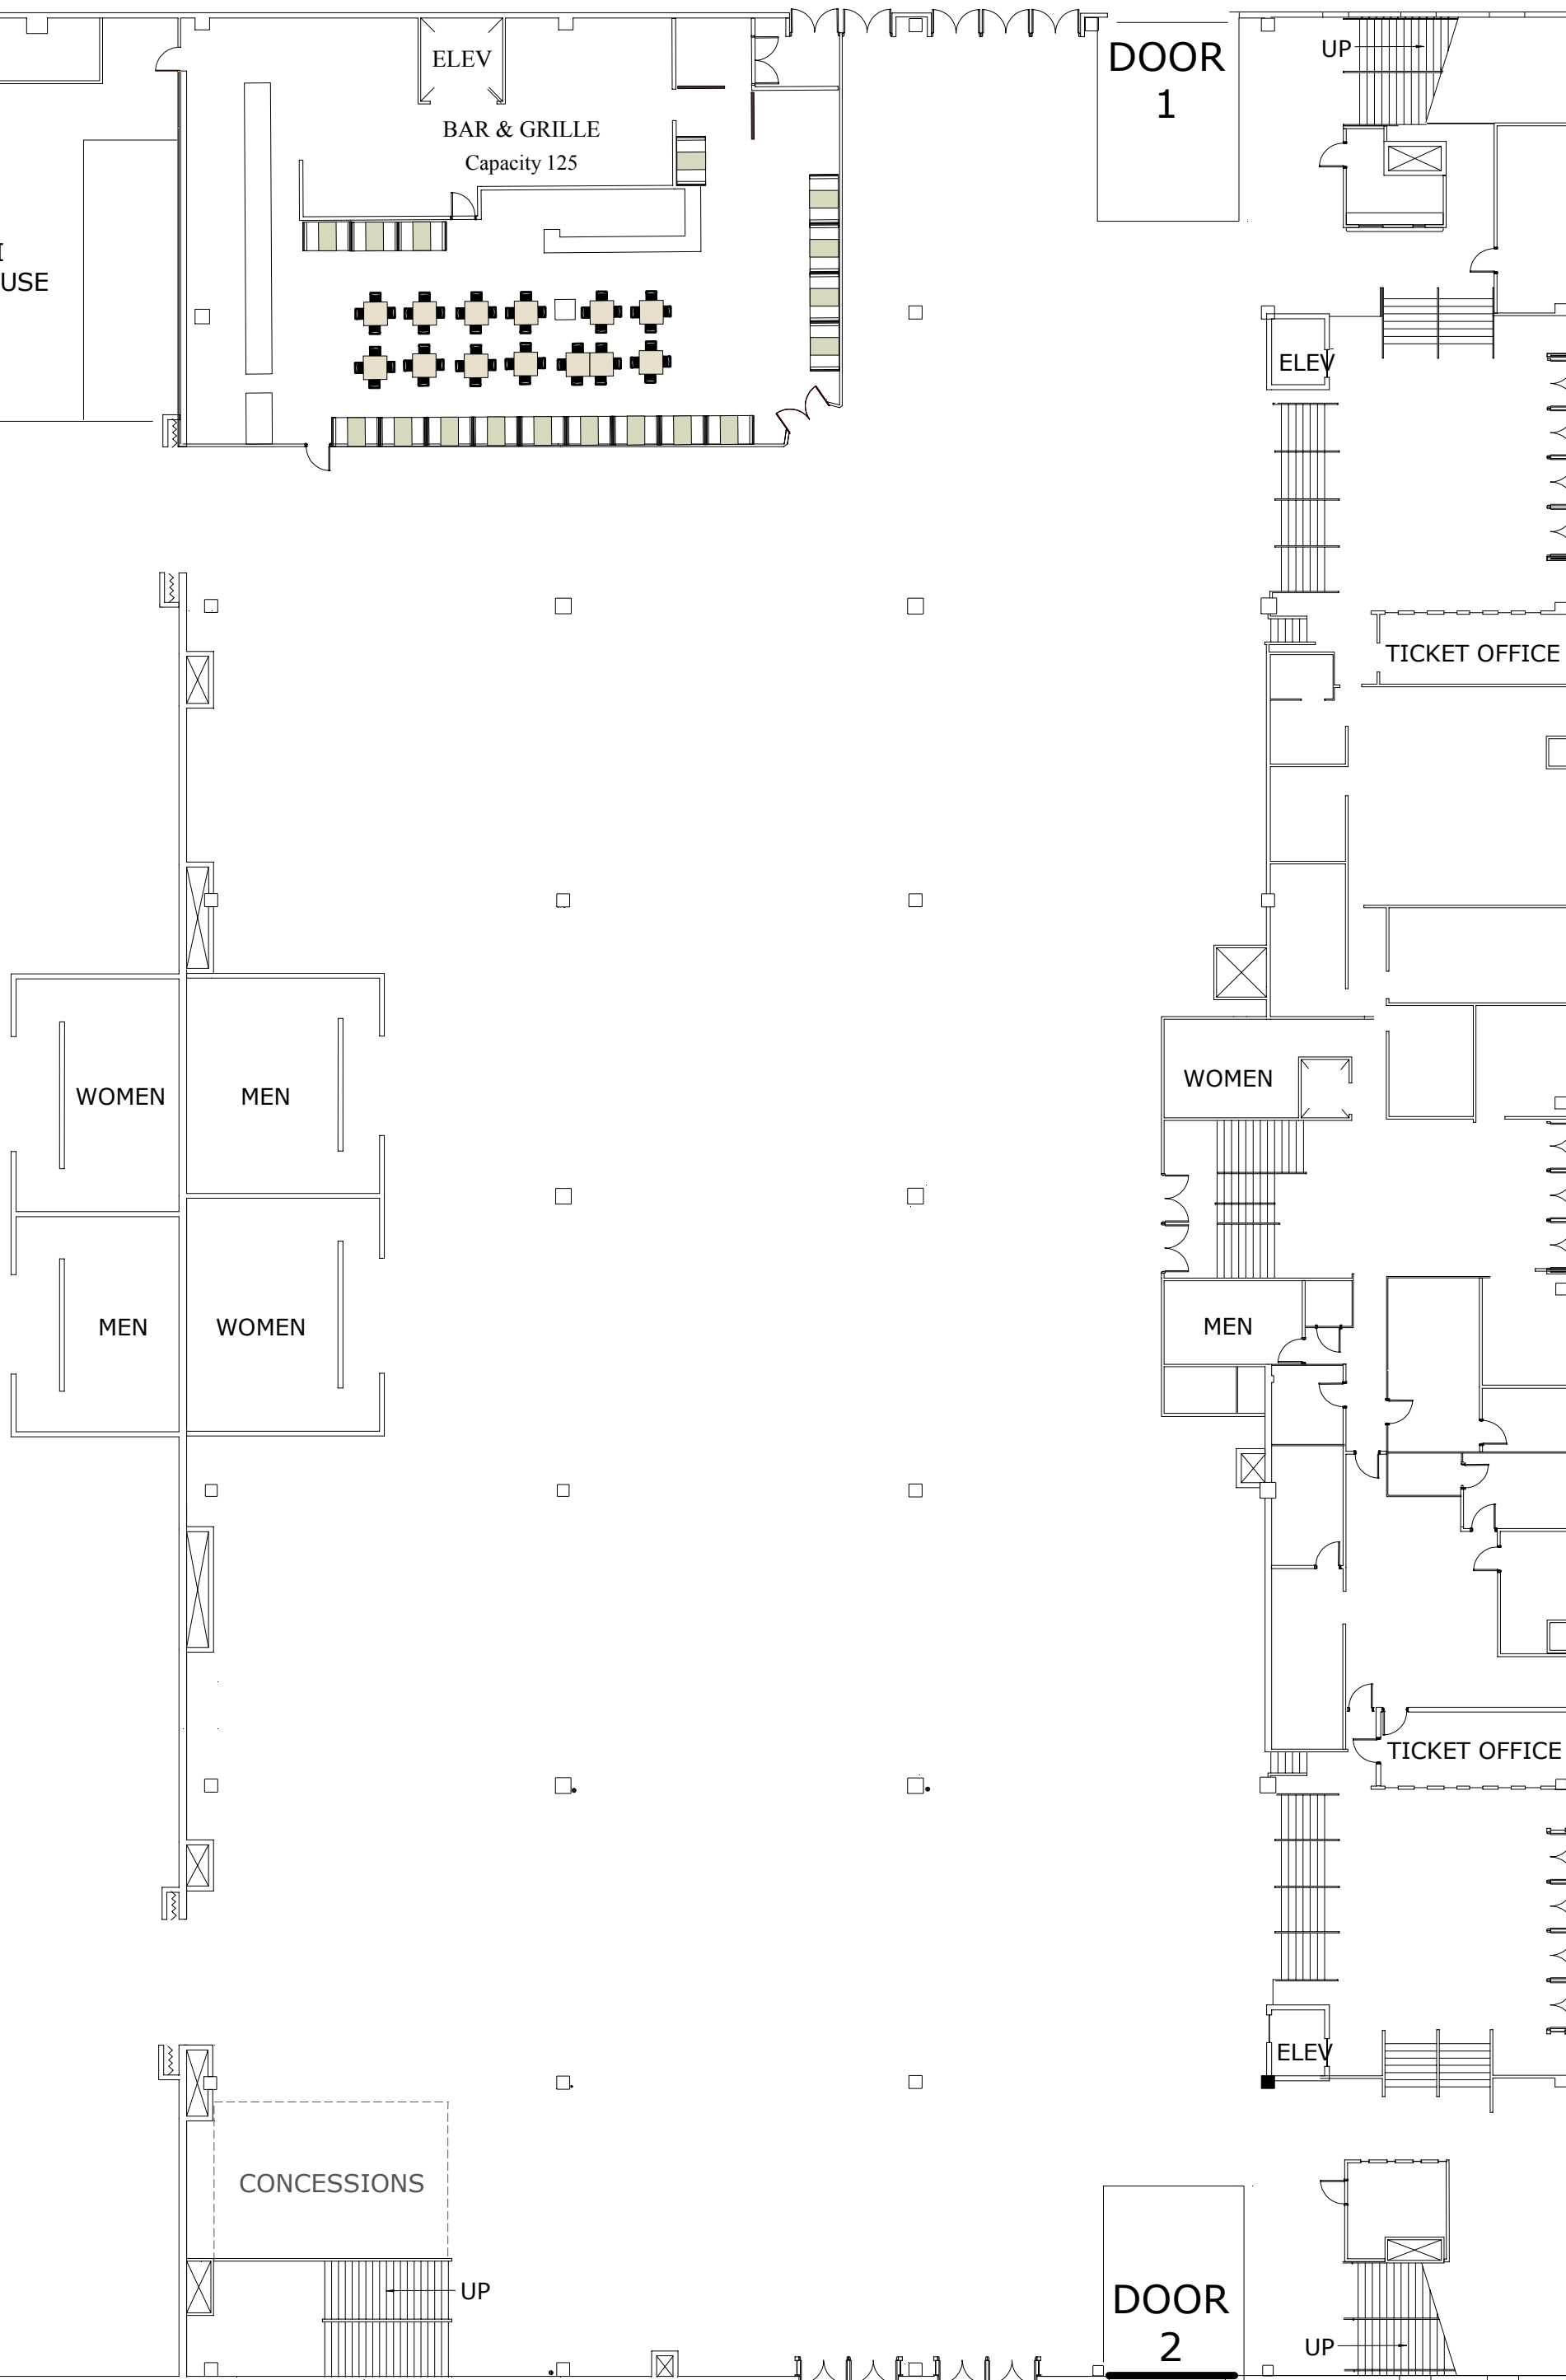 ELEV
BAR & GRILLE
Capacity 125
DOOR
1
UP
USE
ELEV
TICKET OFFICE
WOMEN
MEN
WOMEN
MEN
WOMEN
MEN
TICKET OFFICE
ELEV
CONCESSIONS
UP
DOOR
2
UP